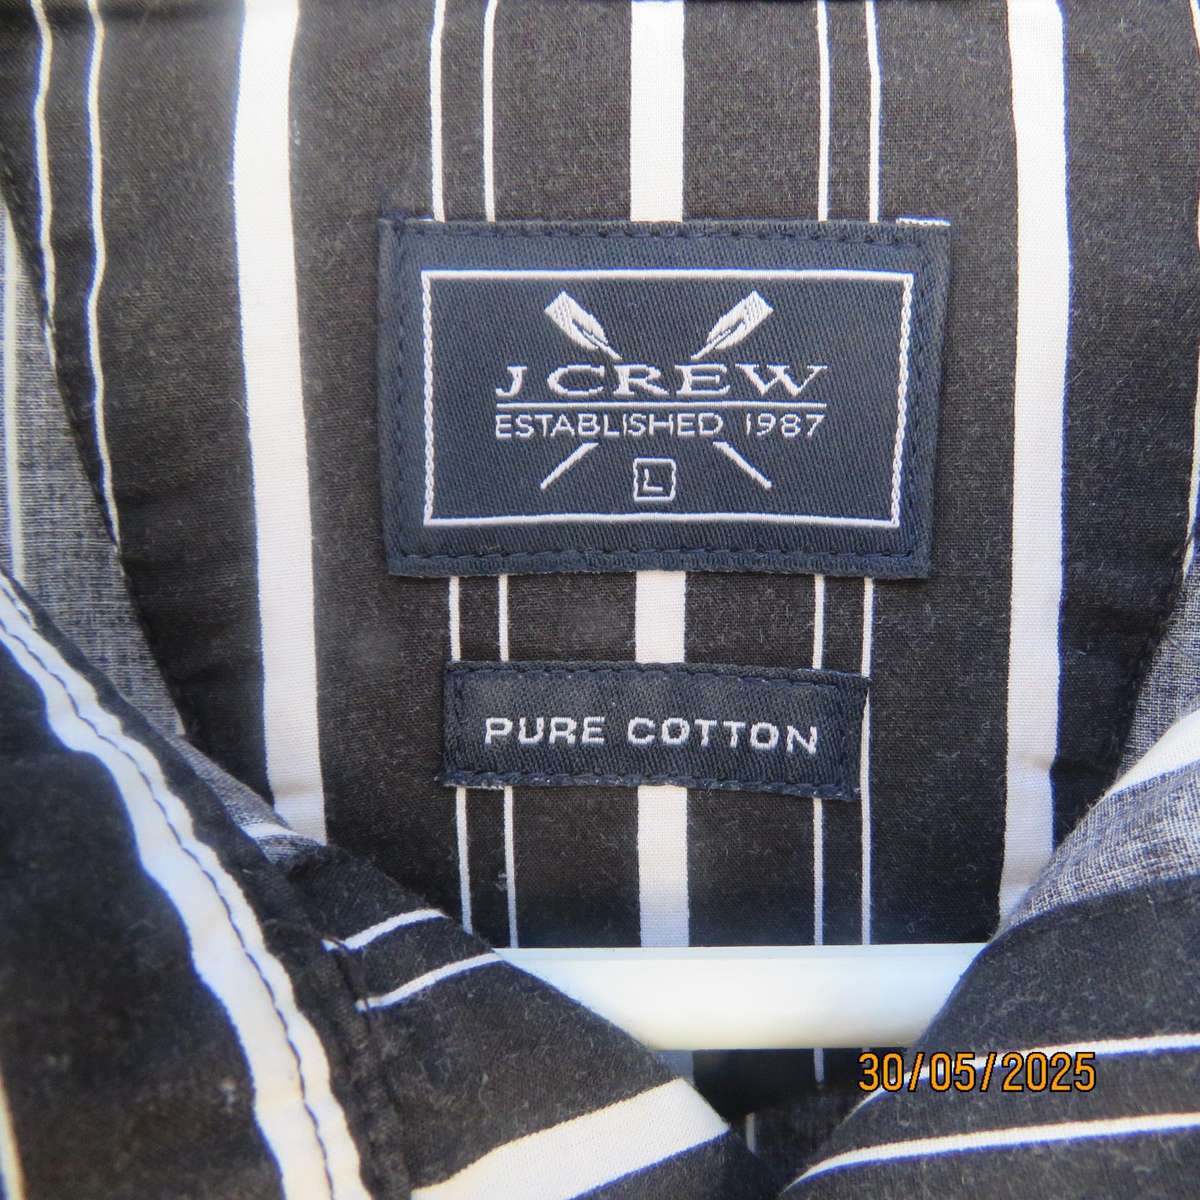 J CREW
ESTABLISHED 1987
L
PURE COTTON
30/05/2025